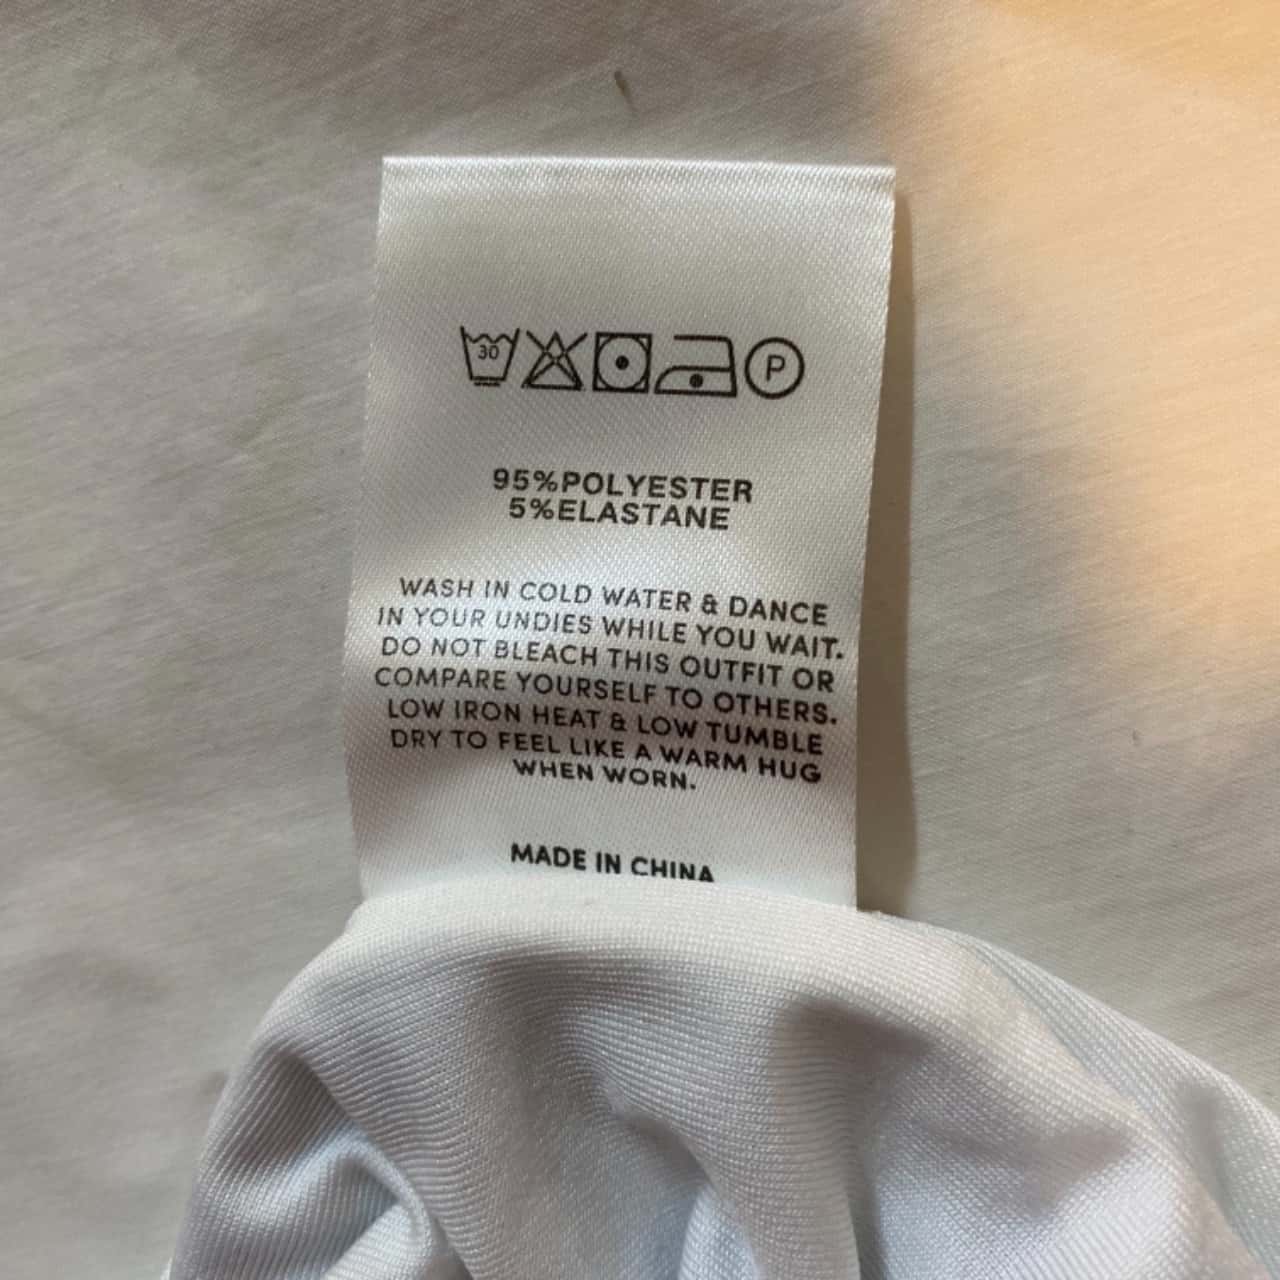 30 P
95%POLYESTER
5%ELASTANE
WASH IN COLD WATER & DANCE
IN YOUR UNDIES WHILE YOU WAIT.
DO NOT BLEACH THIS OUTFIT OR
COMPARE YOURSELF TO OTHERS.
LOW IRON HEAT & LOW TUMBLE
DRY TO FEEL LIKE A WARM HUG
WHEN WORN.
MADE IN CHINA